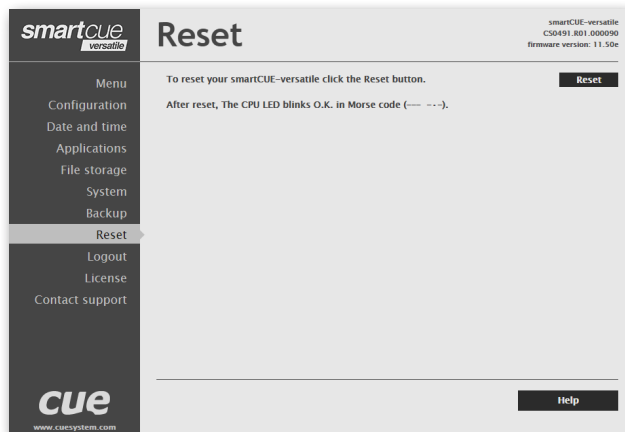 smartcue
versatile
Reset
smartCUE-versatile
CS0491.R01.000090
firmware version: 11.50e
Menu
Configuration
Date and time
Applications
File storage
System
Backup
Reset
Logout
License
Contact support
To reset your smartCUE-versatile click the Reset button.
Reset
After reset, The CPU LED blinks O.K. in Morse code (--- -.-).
cue
www.cuesystem.com
Help